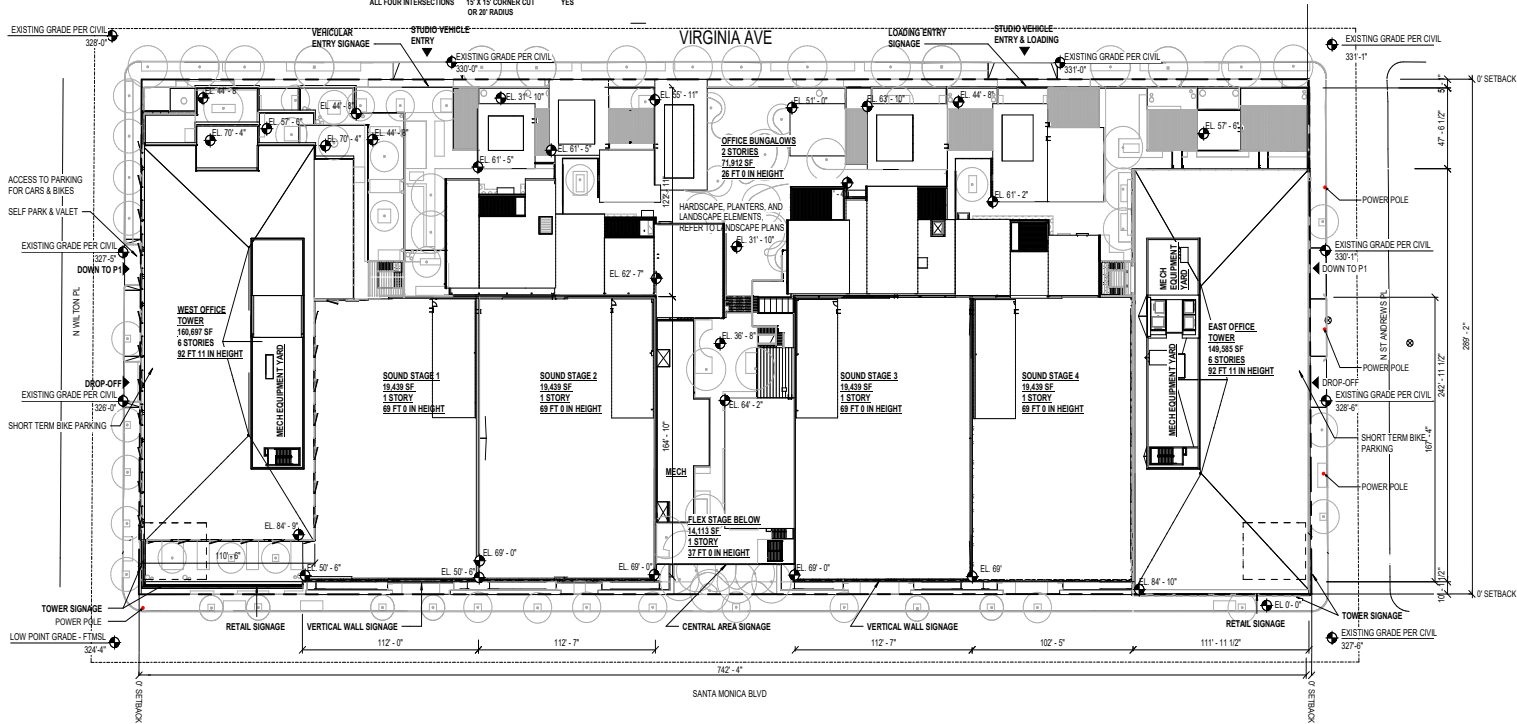 ALL FOUR INTERSECTIONS 15' X 15' CORNER CUT YES
OR 20' RADIUS
EXISTING GRADE PER CIVIL
328'-0"
VEHICULAR
ENTRY SIGNAGE
STUDIO VEHICLE
ENTRY
EXISTING GRADE PER CIVIL
330'-0"
VIRGINIA AVE
LOADING ENTRY
SIGNAGE
STUDIO VEHICLE
ENTRY & LOADING
EXISTING GRADE PER CIVIL
331'-0"
EXISTING GRADE PER CIVIL
331'-1"
0' SETBACK
47' - 6 1/2"
EL. 44' - 8"
EL. 44' - 8"
EL. 57' - 6"
EL. 70' - 4"
EL. 70' - 4"
EL. 44' - 8"
EL. 31' - 10"
EL. 61' - 5"
EL. 61' - 5"
EL. 55' - 11"
EL. 51' - 0"
EL. 63' - 10"
EL. 44' - 8"
EL. 57' - 6"
OFFICE BUNGALOWS
2 STORIES
71,912 SF
26 FT 0 IN HEIGHT
122' - 11"
EL. 61' - 2"
HARDSCAPE, PLANTERS, AND
LANDSCAPE ELEMENTS,
REFER TO LANDSCAPE PLANS
EL. 31' - 10"
EL. 62' - 7"
ACCESS TO PARKING
FOR CARS & BIKES
SELF PARK & VALET
EXISTING GRADE PER CIVIL
327'-5"
DOWN TO P1
N WILTON PL
DROP-OFF
EXISTING GRADE PER CIVIL
326'-0"
SHORT TERM BIKE PARKING
WEST OFFICE
TOWER
160,697 SF
6 STORIES
92 FT 11 IN HEIGHT
MECH EQUIPMENT YARD
SOUND STAGE 1
19,439 SF
1 STORY
69 FT 0 IN HEIGHT
SOUND STAGE 2
19,439 SF
1 STORY
69 FT 0 IN HEIGHT
EL. 36' - 8"
EL. 64' - 2"
164' - 10"
MECH
FLEX STAGE BELOW
14,113 SF
1 STORY
37 FT 0 IN HEIGHT
SOUND STAGE 3
19,439 SF
1 STORY
69 FT 0 IN HEIGHT
SOUND STAGE 4
19,439 SF
1 STORY
69 FT 0 IN HEIGHT
MECH EQUIPMENT
YARD
MECH EQUIPMENT YARD
EAST OFFICE
TOWER
149,585 SF
6 STORIES
92 FT 11 IN HEIGHT
POWER POLE
EXISTING GRADE PER CIVIL
330'-1"
DOWN TO P1
N ST ANDREWS PL
POWER POLE
DROP-OFF
EXISTING GRADE PER CIVIL
328'-6"
SHORT TERM BIKE
PARKING
POWER POLE
167' - 4"
242' - 11 1/2"
289' - 2"
EL. 84' - 9"
110' - 6"
EL. 50' - 6"
EL. 50' - 6"
EL. 69' - 0"
EL. 69' - 0"
EL. 69' - 0"
EL. 69'
EL. 84' - 10"
EL 0' - 0"
0' SETBACK
TOWER SIGNAGE
POWER POLE
LOW POINT GRADE - FTMSL
324'-4"
RETAIL SIGNAGE
VERTICAL WALL SIGNAGE
CENTRAL AREA SIGNAGE
VERTICAL WALL SIGNAGE
RETAIL SIGNAGE
TOWER SIGNAGE
EXISTING GRADE PER CIVIL
327'-6"
112' - 0"
112' - 7"
112' - 7"
102' - 5"
111' - 11 1/2"
742' - 4"
0' SETBACK
SANTA MONICA BLVD
0' SETBACK